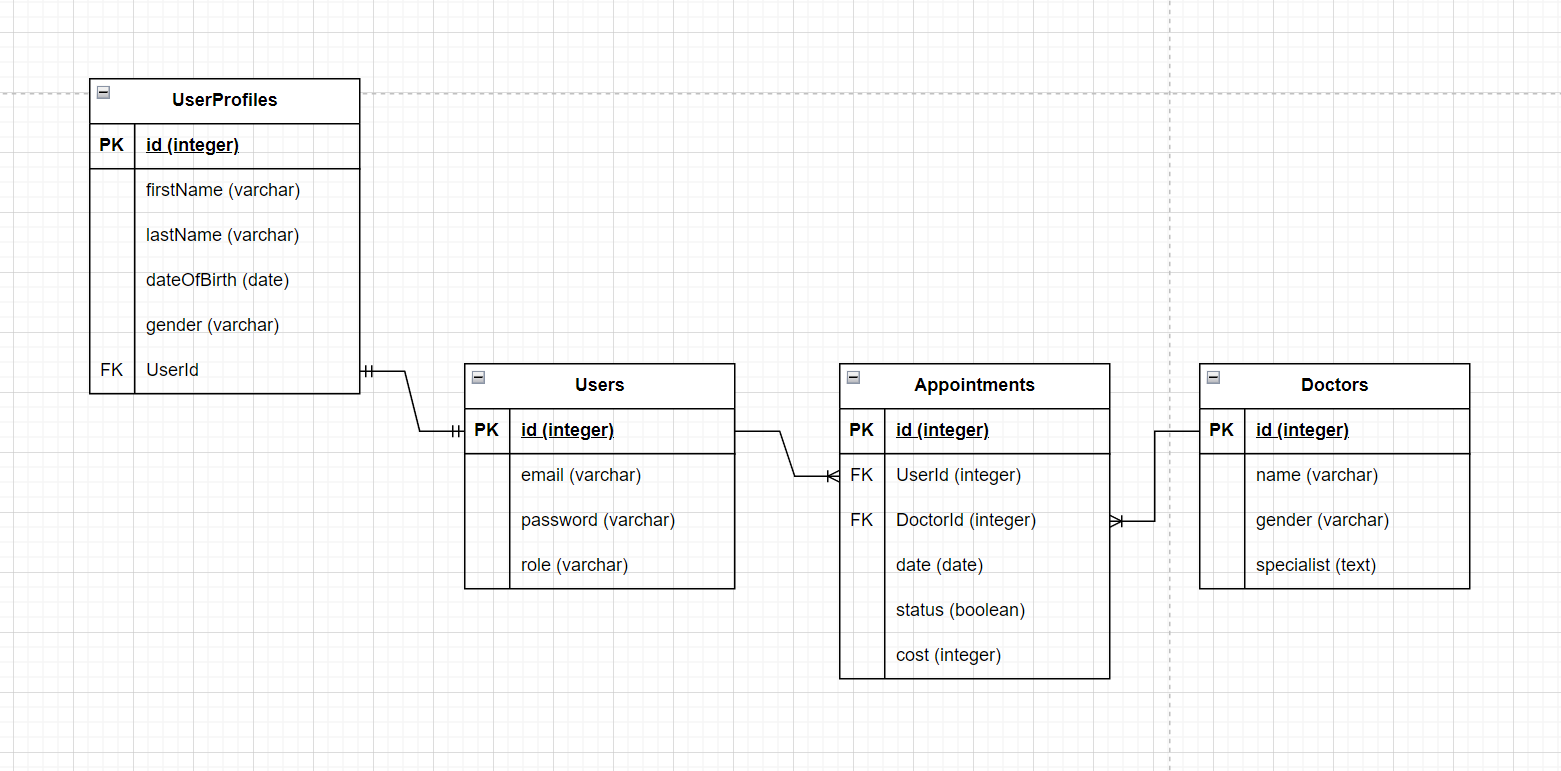 UserProfiles
PK id (integer)
firstName (varchar)
lastName (varchar)
dateOfBirth (date)
gender (varchar)
FK UserId
Users
PK id (integer)
email (varchar)
password (varchar)
role (varchar)
Appointments
PK id (integer)
FK UserId (integer)
FK DoctorId (integer)
date (date)
status (boolean)
cost (integer)
Doctors
PK id (integer)
name (varchar)
gender (varchar)
specialist (text)